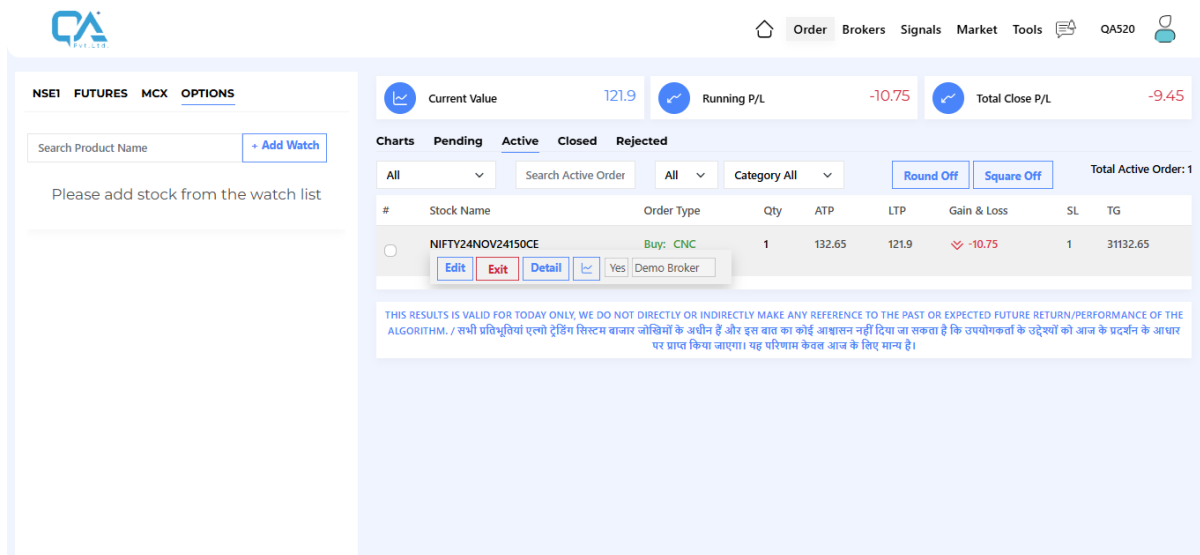 QA
Pvt.Ltd.
Order Brokers Signals Market Tools QA520
NSE1 FUTURES MCX OPTIONS
Search Product Name + Add Watch
Please add stock from the watch list
Current Value 121.9
Running P/L -10.75
Total Close P/L -9.45
Charts Pending Active Closed Rejected
All Search Active Order All Category All Round Off Square Off Total Active Order: 1
# Stock Name Order Type Qty ATP LTP Gain & Loss SL TG
NIFTY24NOV24150CE Buy: CNC 1 132.65 121.9 -10.75 1 31132.65
Edit Exit Detail Yes Demo Broker
THIS RESULTS IS VALID FOR TODAY ONLY, WE DO NOT DIRECTLY OR INDIRECTLY MAKE ANY REFERENCE TO THE PAST OR EXPECTED FUTURE RETURN/PERFORMANCE OF THE
ALGORITHM. / सभी प्रतिभूतियां एल्गो ट्रेडिंग सिस्टम बाजार जोखिमों के अधीन हैं और इस बात का कोई आश्वासन नहीं दिया जा सकता है कि उपयोगकर्ता के उद्देश्यों को आज के प्रदर्शन के आधार
पर प्राप्त किया जाएगा। यह परिणाम केवल आज के लिए मान्य है।